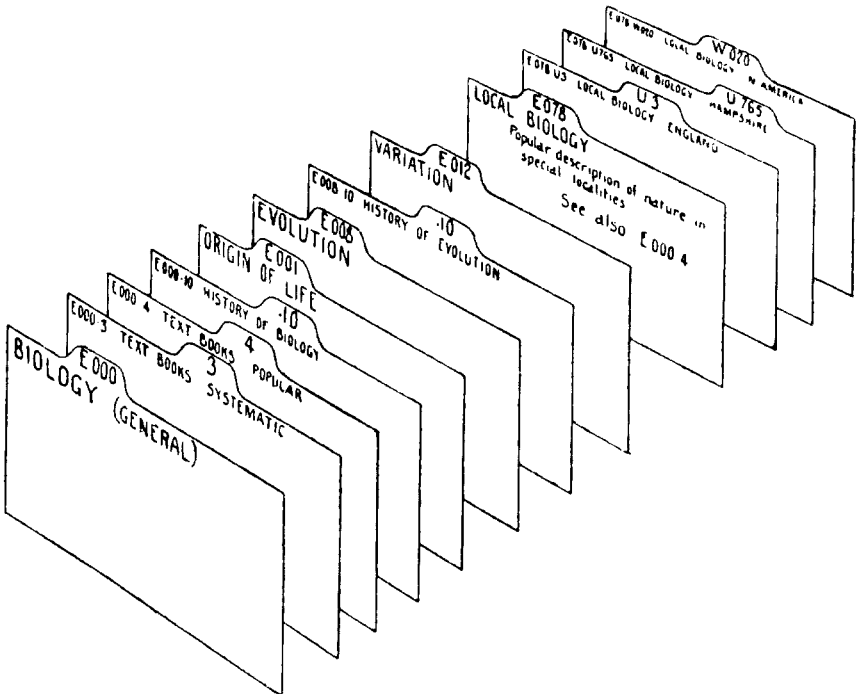 E000
BIOLOGY (GENERAL)
3
E000·3 TEXT BOOKS SYSTEMATIC
4
E000·4 TEXT BOOKS POPULAR
·10
E000·10 HISTORY OF BIOLOGY
E001
ORIGIN OF LIFE
E008
EVOLUTION
·10
E008·10 HISTORY OF EVOLUTION
E012
VARIATION
E078
LOCAL BIOLOGY
Popular description of nature in
special localities
See also E000 4
U3
E078 U3 LOCAL BIOLOGY ENGLAND
U765
E078 U765 LOCAL BIOLOGY HAMPSHIRE
W020
E078 W020 LOCAL BIOLOGY N AMERICA